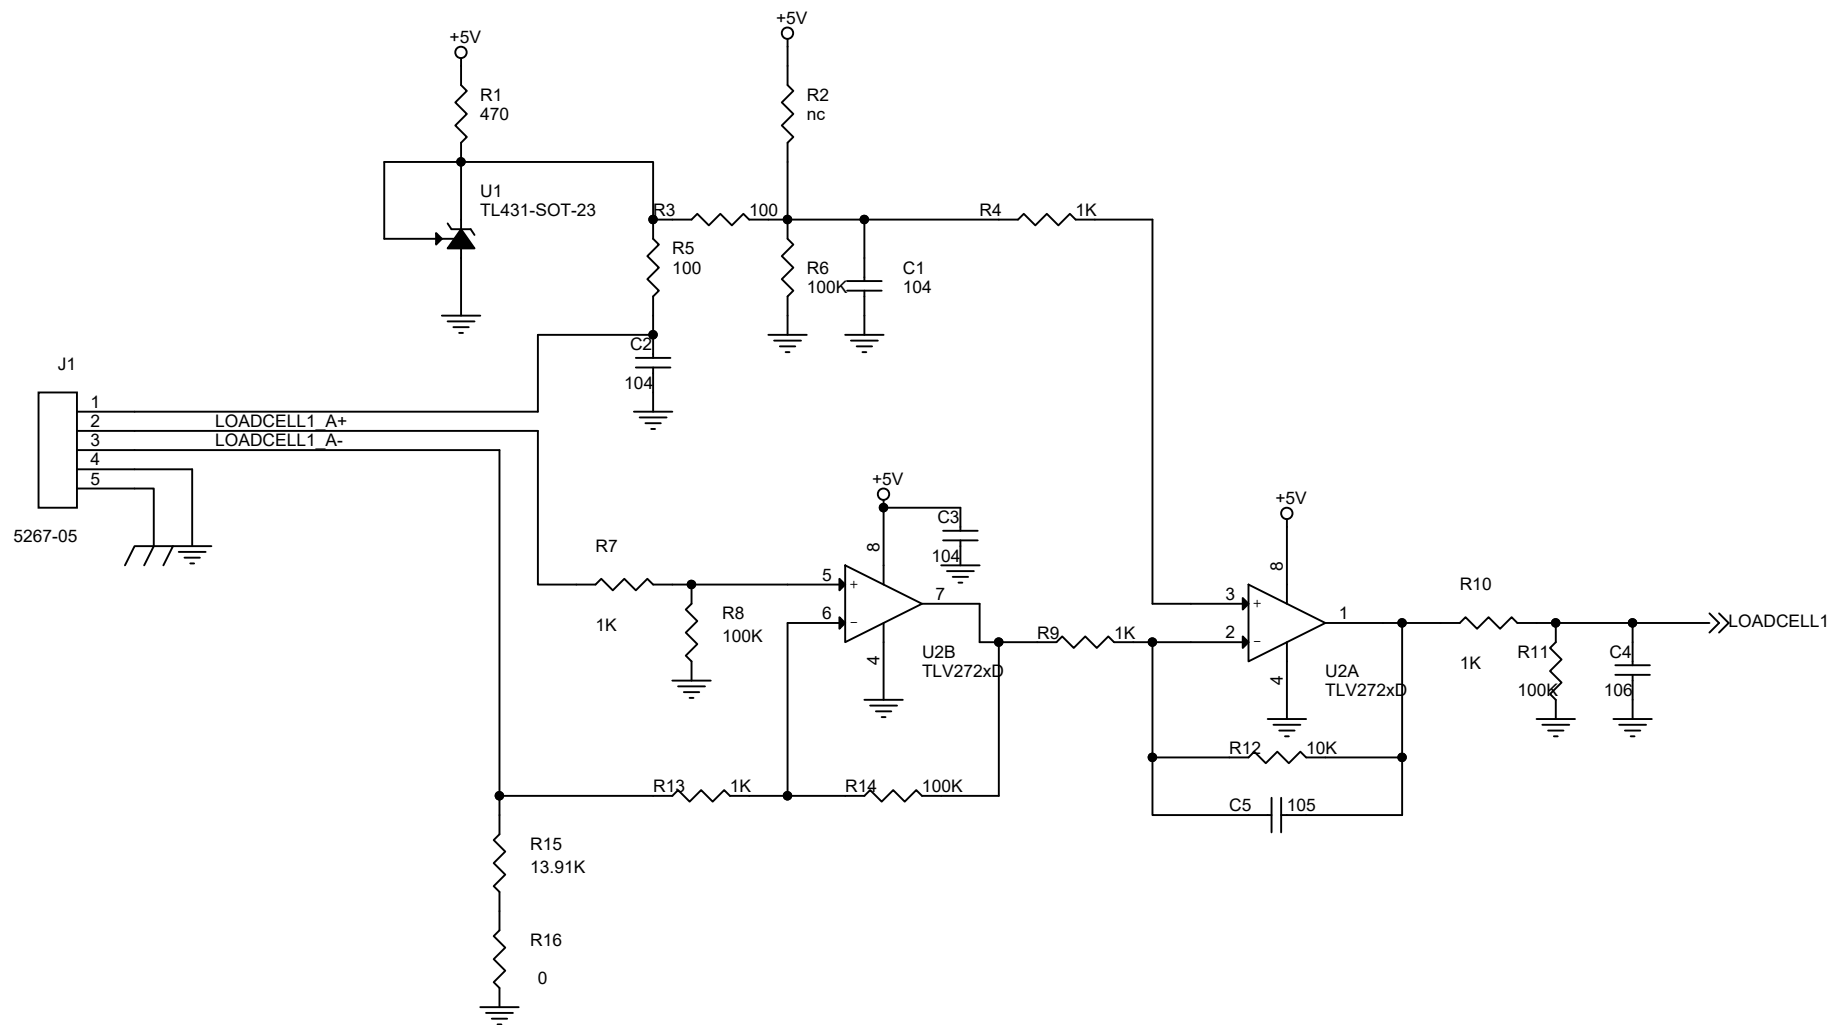 +5V
R1
470
U1
TL431-SOT-23
+5V
R2
nc
R3
100
R4
1K
R5
100
R6
100K
C1
104
C2
104
J1
1
2
3
4
5
LOADCELL1_A+
LOADCELL1_A-
5267-05
R7
1K
R8
100K
+5V
C3
104
8
5
+
6
−
7
4
U2B
TLV272xD
R9
1K
+5V
8
3
+
2
−
1
4
U2A
TLV272xD
R10
1K
R11
100K
C4
106
LOADCELL1
R12
10K
C5
105
R13
1K
R14
100K
R15
13.91K
R16
0